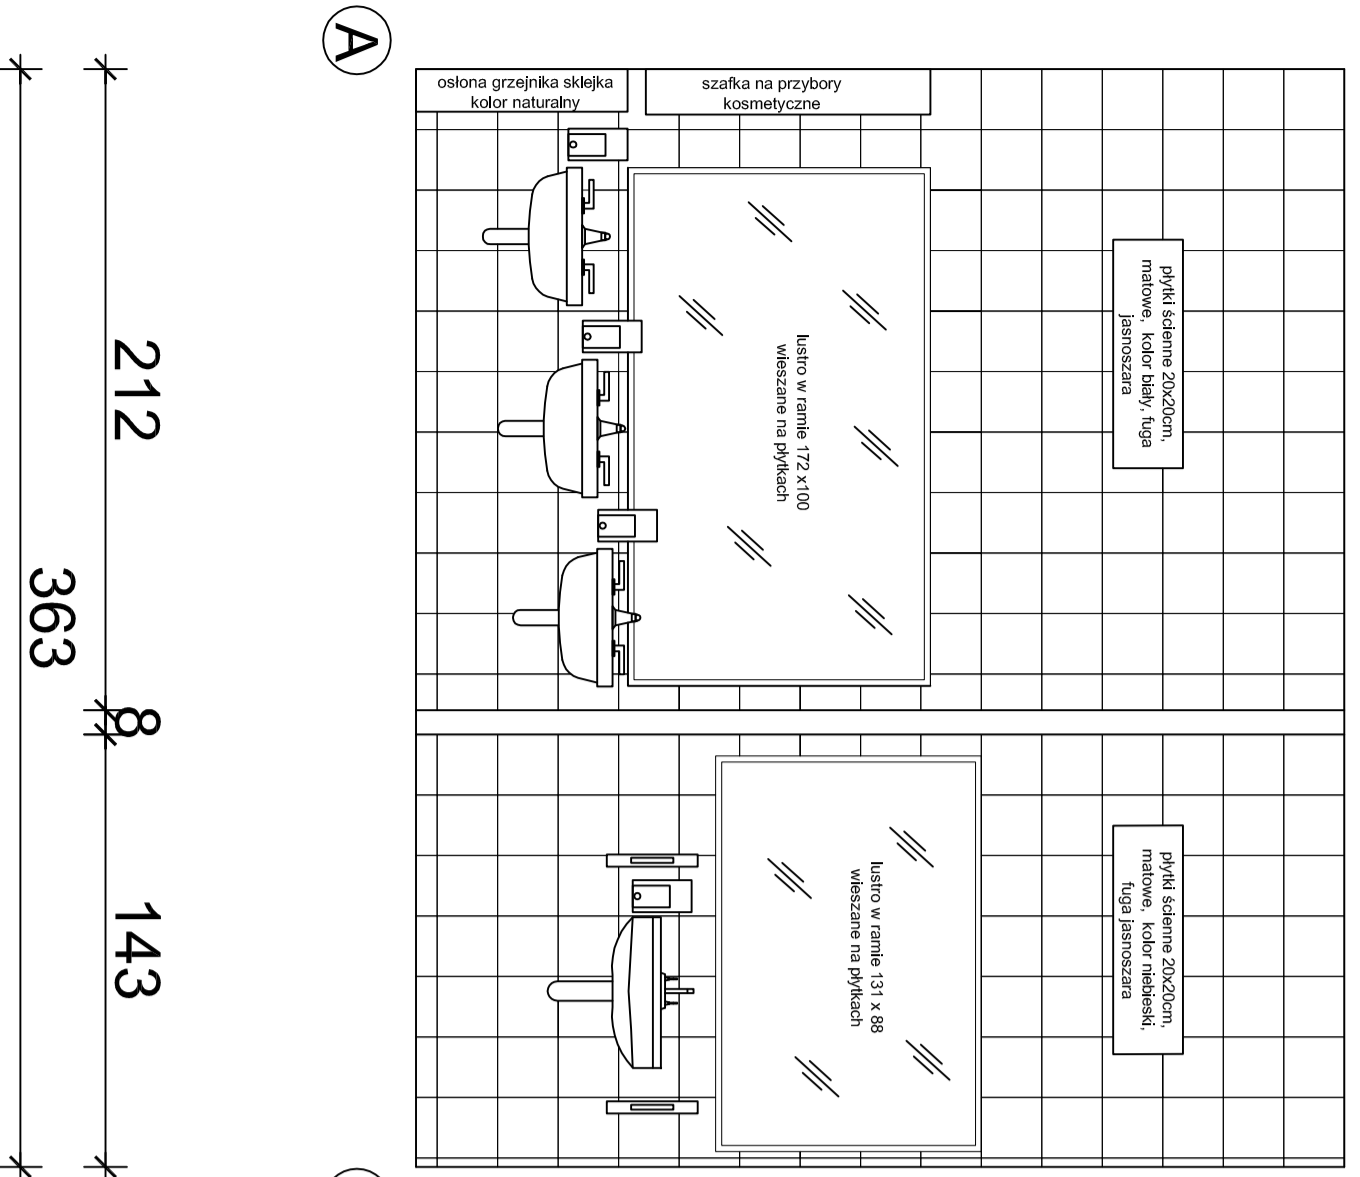 A
osłona grzejnika sklejka
kolor naturalny
szafka na przybory
kosmetyczne
płytki ścienne 20x20cm,
matowe, kolor biały, fuga
jasnoszara
lustro w ramie 172 x100
wieszane na płytkach
płytki ścienne 20x20cm,
matowe, kolor niebieski,
fuga jasnoszara
lustro w ramie 131 x 88
wieszane na płytkach
212
8
143
363